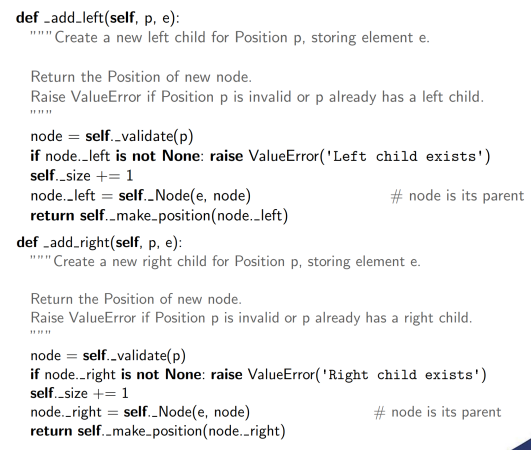 def _add_left(self, p, e):
"""Create a new left child for Position p, storing element e.
Return the Position of new node.
Raise ValueError if Position p is invalid or p already has a left child.
"""
node = self._validate(p)
if node._left is not None: raise ValueError('Left child exists')
self._size += 1
node._left = self._Node(e, node) # node is its parent
return self._make_position(node._left)
def _add_right(self, p, e):
"""Create a new right child for Position p, storing element e.
Return the Position of new node.
Raise ValueError if Position p is invalid or p already has a right child.
"""
node = self._validate(p)
if node._right is not None: raise ValueError('Right child exists')
self._size += 1
node._right = self._Node(e, node) # node is its parent
return self._make_position(node._right)